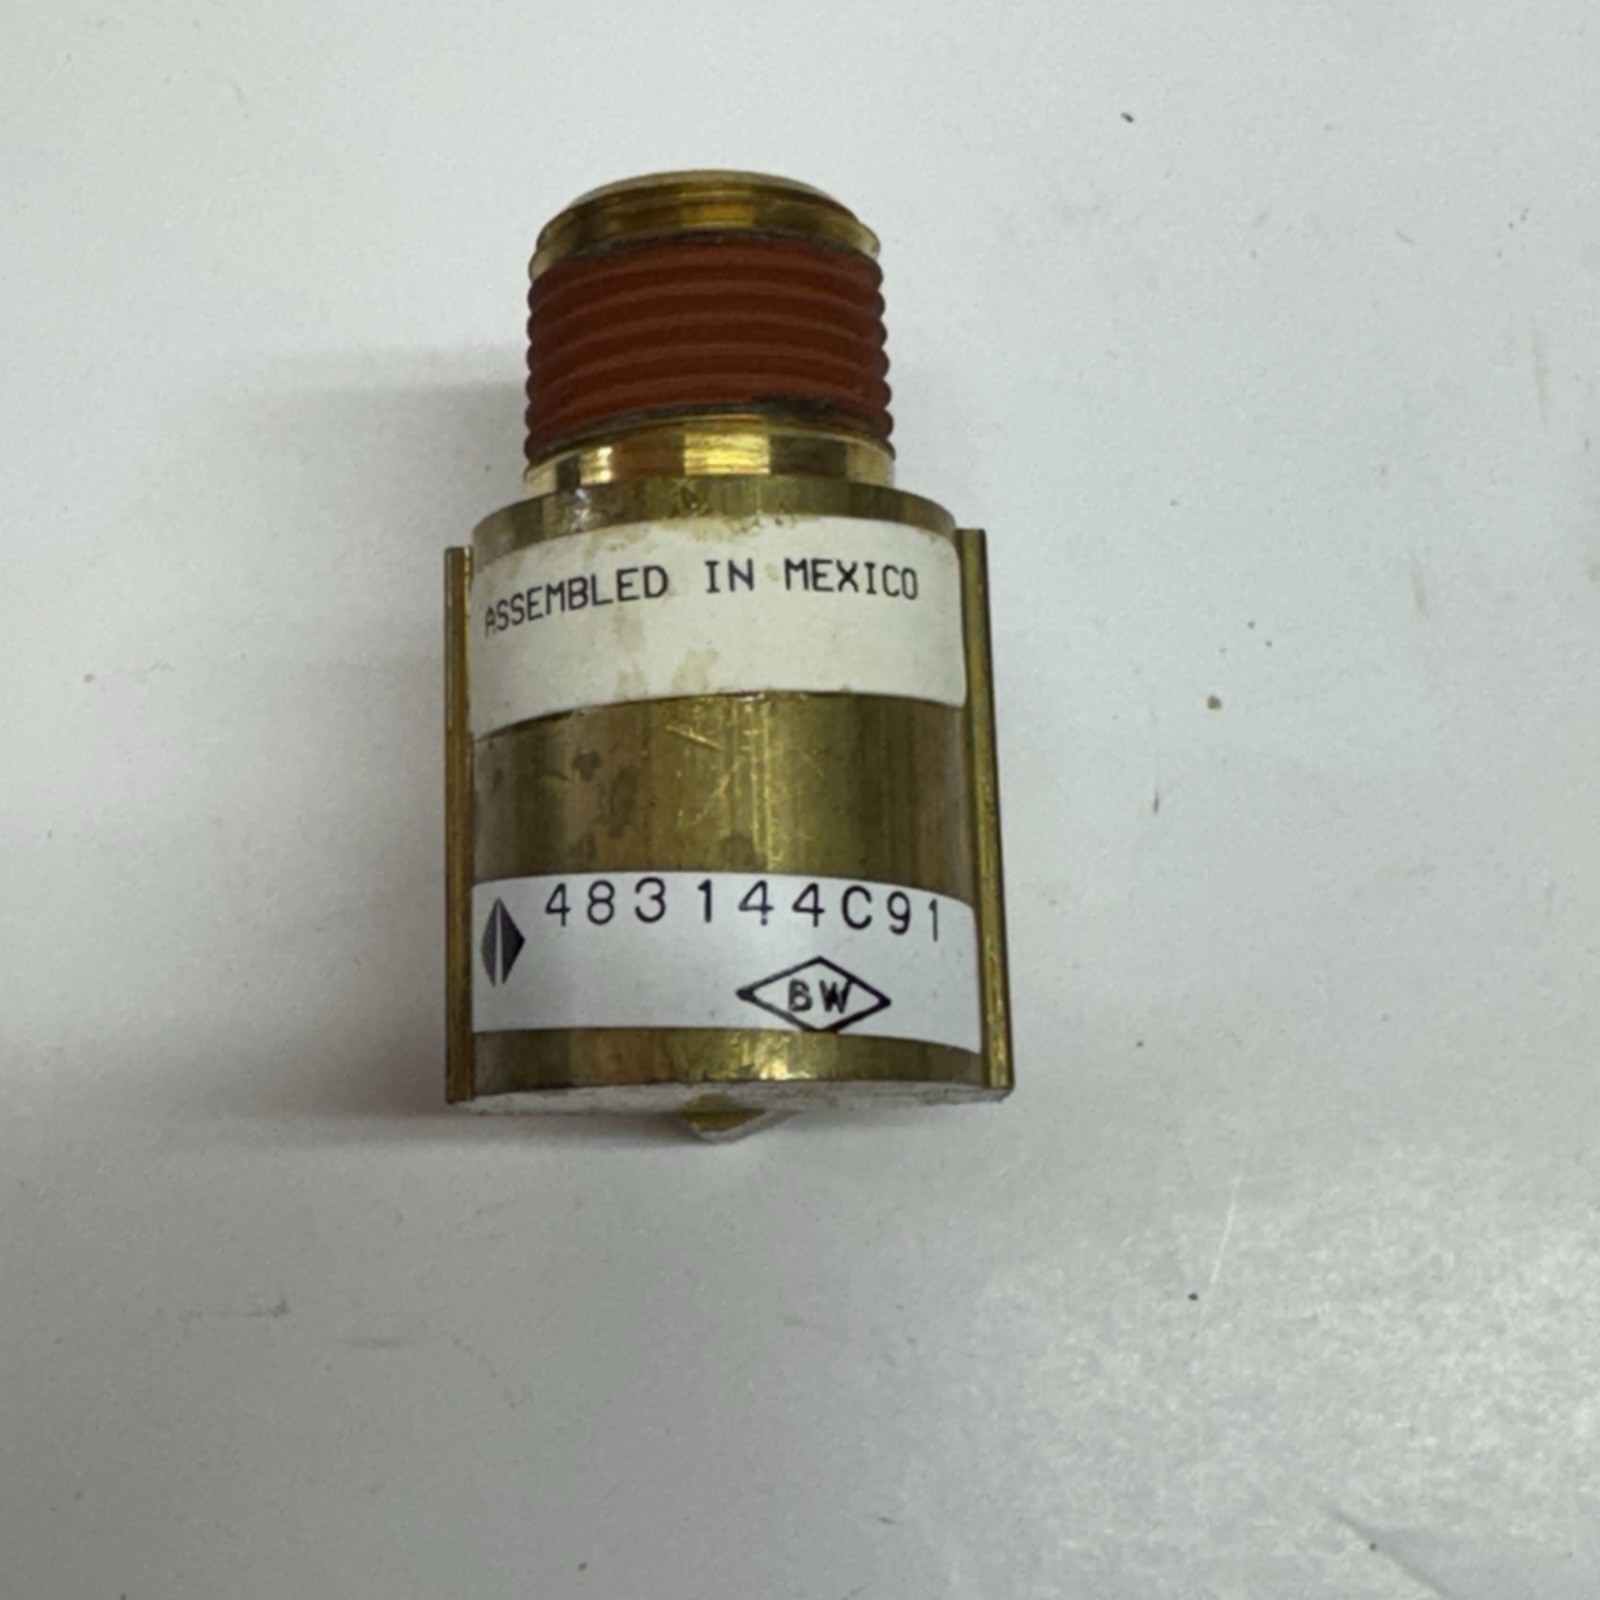 ASSEMBLED IN MEXICO
483144C91
BW